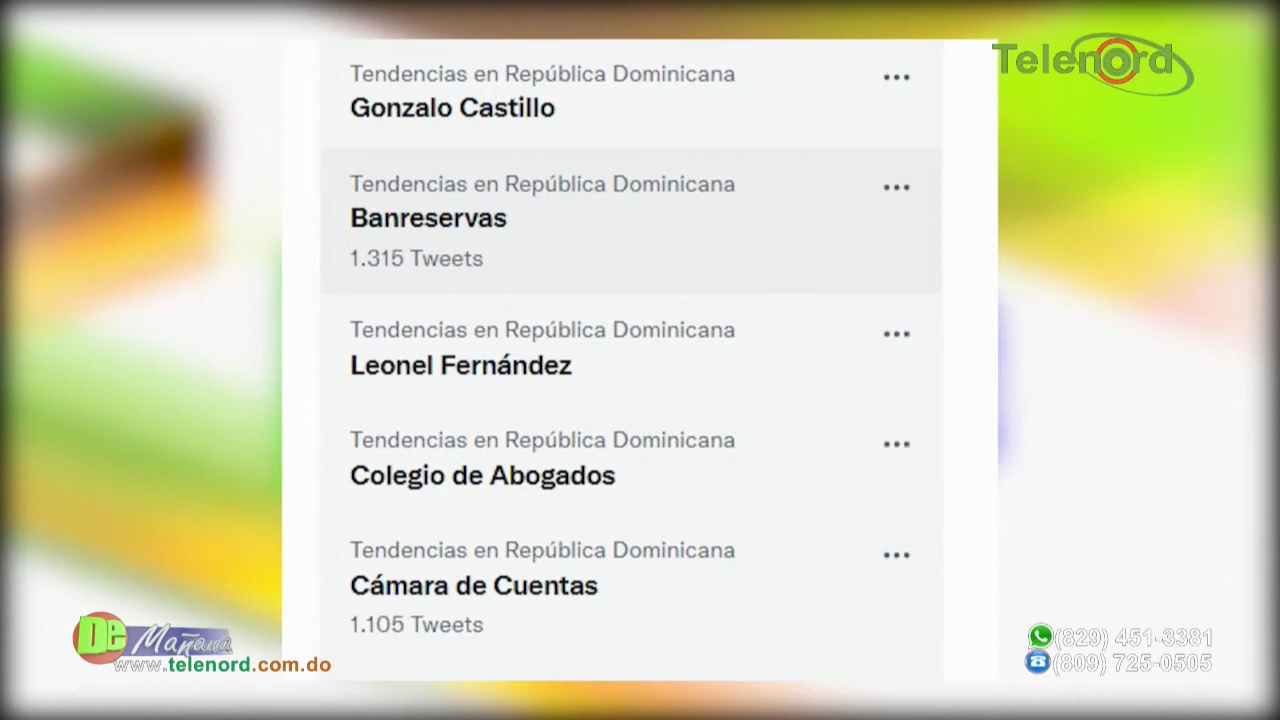 Tendencias en República Dominicana
Gonzalo Castillo
Tendencias en República Dominicana
Banreservas
1.315 Tweets
Tendencias en República Dominicana
Leonel Fernández
Tendencias en República Dominicana
Colegio de Abogados
Tendencias en República Dominicana
Cámara de Cuentas
1.105 Tweets
Telenord
De Mañana
www.telenord.com.do
(829) 451-3381
(809) 725-0505